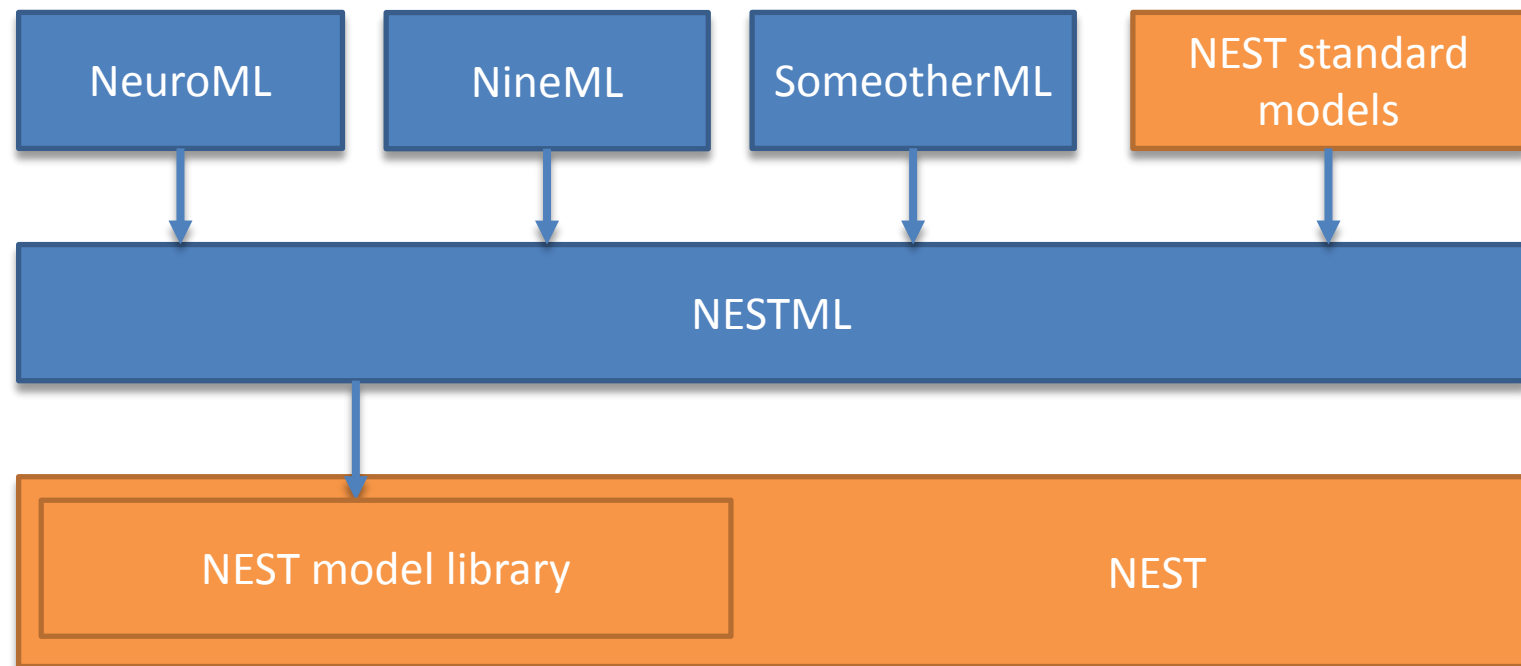 NeuroML
NineML
SomeotherML
NEST standard
models
NESTML
NEST model library
NEST